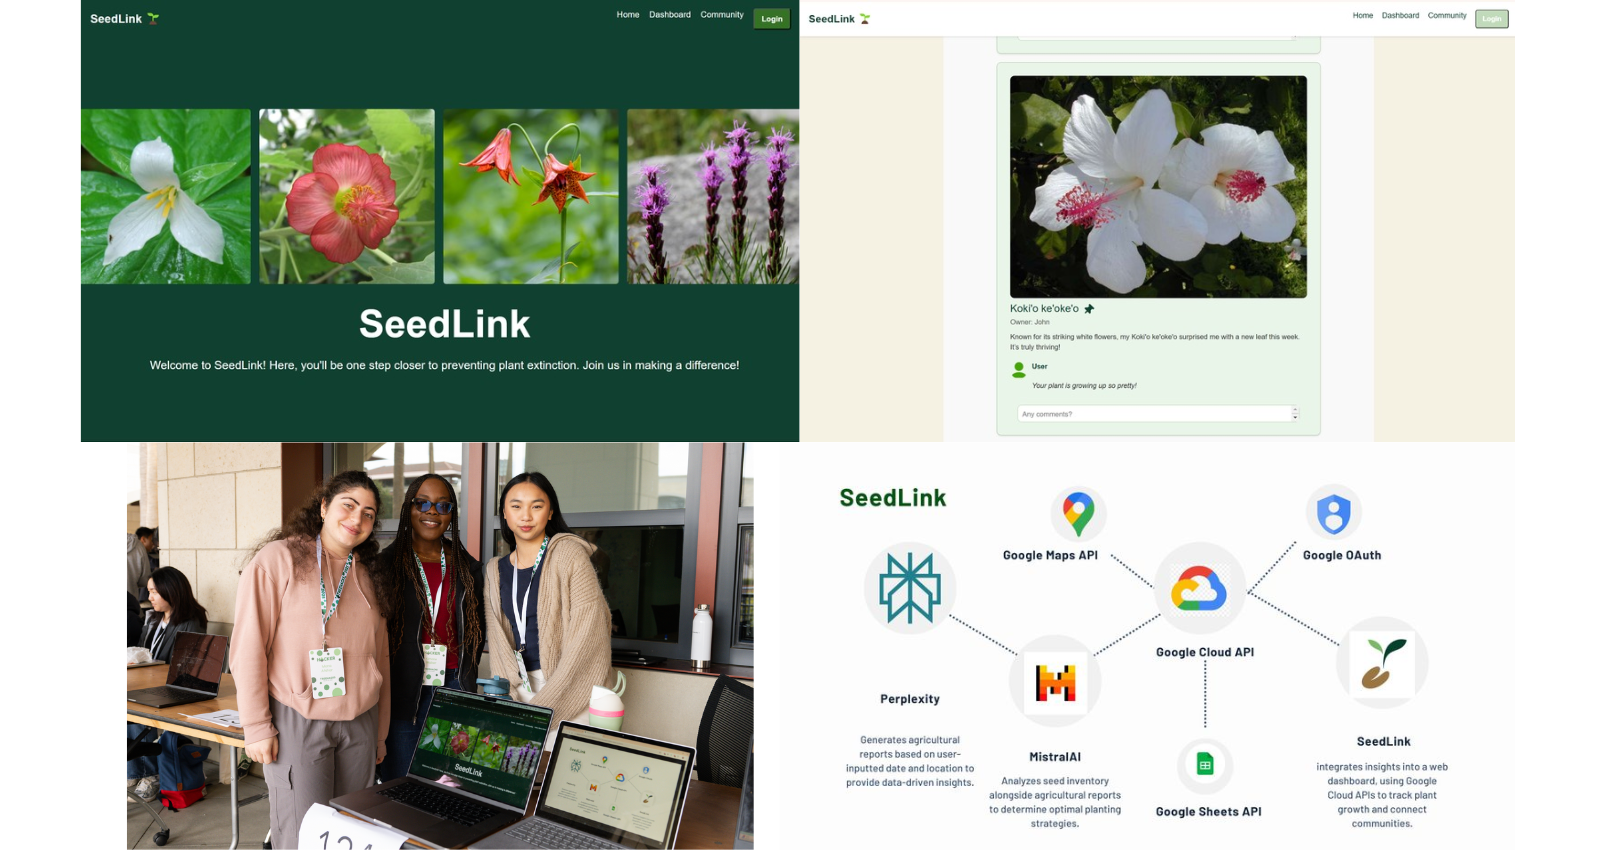 SeedLink
Home Dashboard Community Login
SeedLink
Welcome to SeedLink! Here, you'll be one step closer to preventing plant extinction. Join us in making a difference!
SeedLink
Home Dashboard Community Login
Koki'o ke'oke'o
Owner: John
Known for its striking white flowers, my Koki'o ke'oke'o surprised me with a new leaf this week.
It's truly thriving!
User
Your plant is growing up so pretty!
Any comments?
HACKER
SeedLink
SeedLink
Google Maps API
Google OAuth
Google Cloud API
Perplexity
Generates agricultural
reports based on user-
inputted date and location to
provide data-driven insights.
MistralAI
Analyzes seed inventory
alongside agricultural reports
to determine optimal planting
strategies.
Google Sheets API
SeedLink
integrates insights into a web
dashboard, using Google
Cloud APIs to track plant
growth and connect
communities.